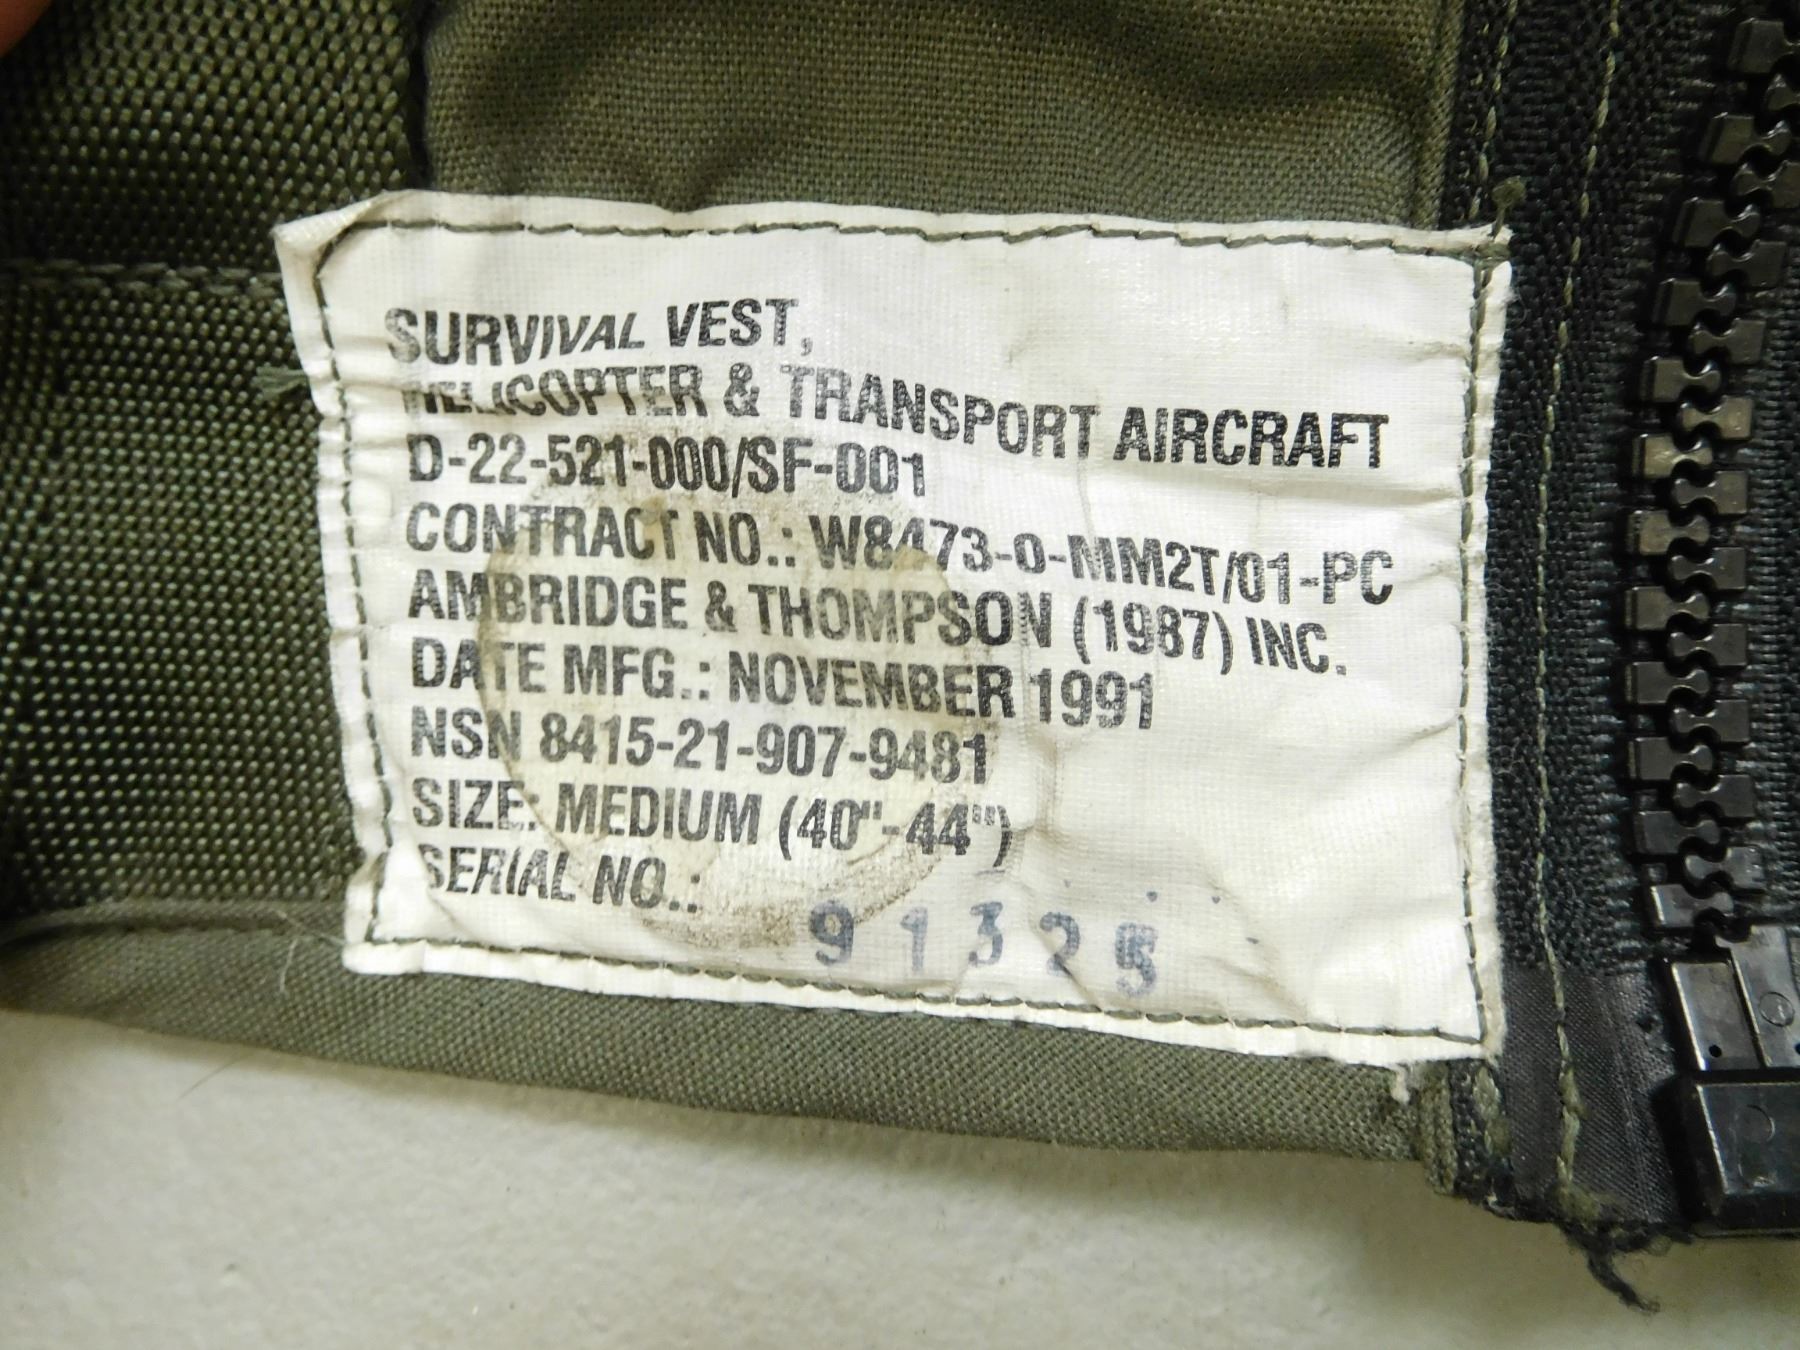 SURVIVAL VEST,
HELICOPTER & TRANSPORT AIRCRAFT
D-22-521-000/SF-001
CONTRACT NO.: W8473-0-MM2T/01-PC
AMBRIDGE & THOMPSON (1987) INC.
DATE MFG.: NOVEMBER 1991
NSN 8415-21-907-9481
SIZE: MEDIUM (40"-44")
SERIAL NO.: 91325